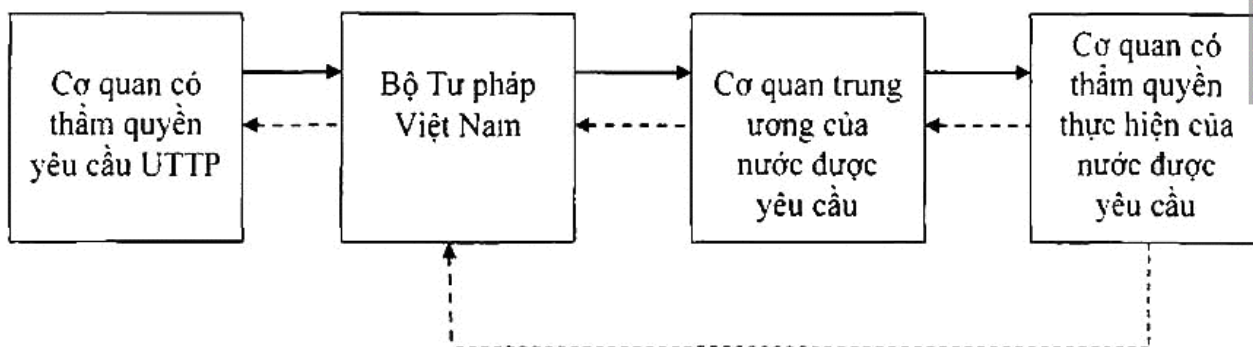 Cơ quan có
thẩm quyền
yêu cầu UTTP
Bộ Tư pháp
Việt Nam
Cơ quan trung
ương của
nước được
yêu cầu
Cơ quan có
thẩm quyền
thực hiện của
nước được
yêu cầu